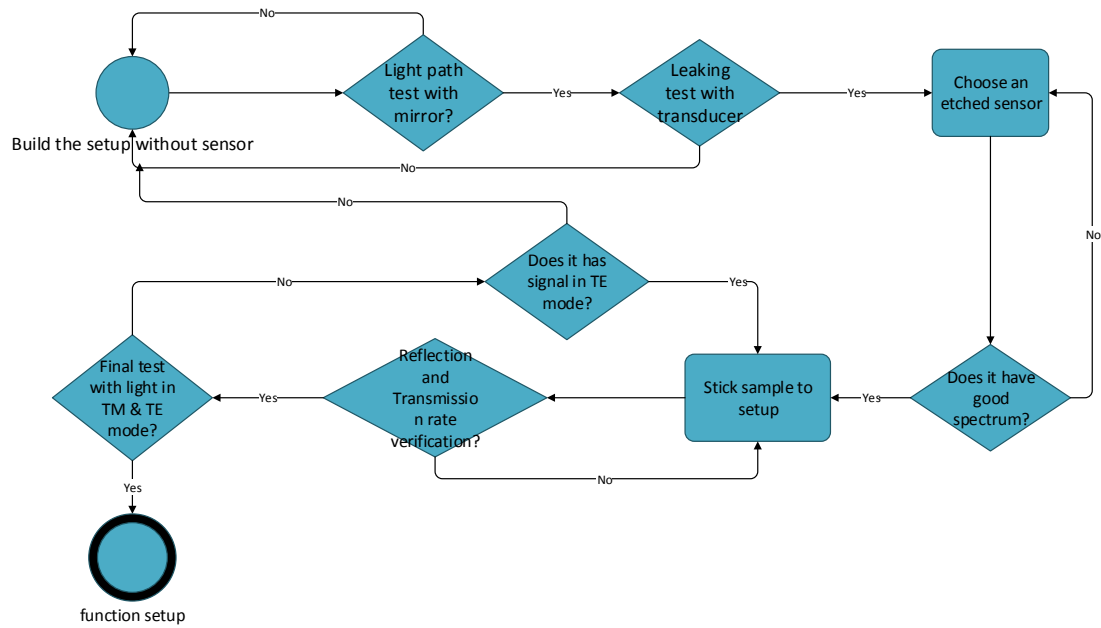 No
Light path
test with
mirror?
Yes
Leaking
test with
transducer
Yes
Choose an
etched sensor
Build the setup without sensor
No
No
No
Does it has
signal in TE
mode?
No
Yes
Final test
with light in
TM & TE
mode?
Yes
Reflection
and
Transmissio
n rate
verification?
Stick sample to
setup
Yes
Does it have
good
spectrum?
No
Yes
function setup